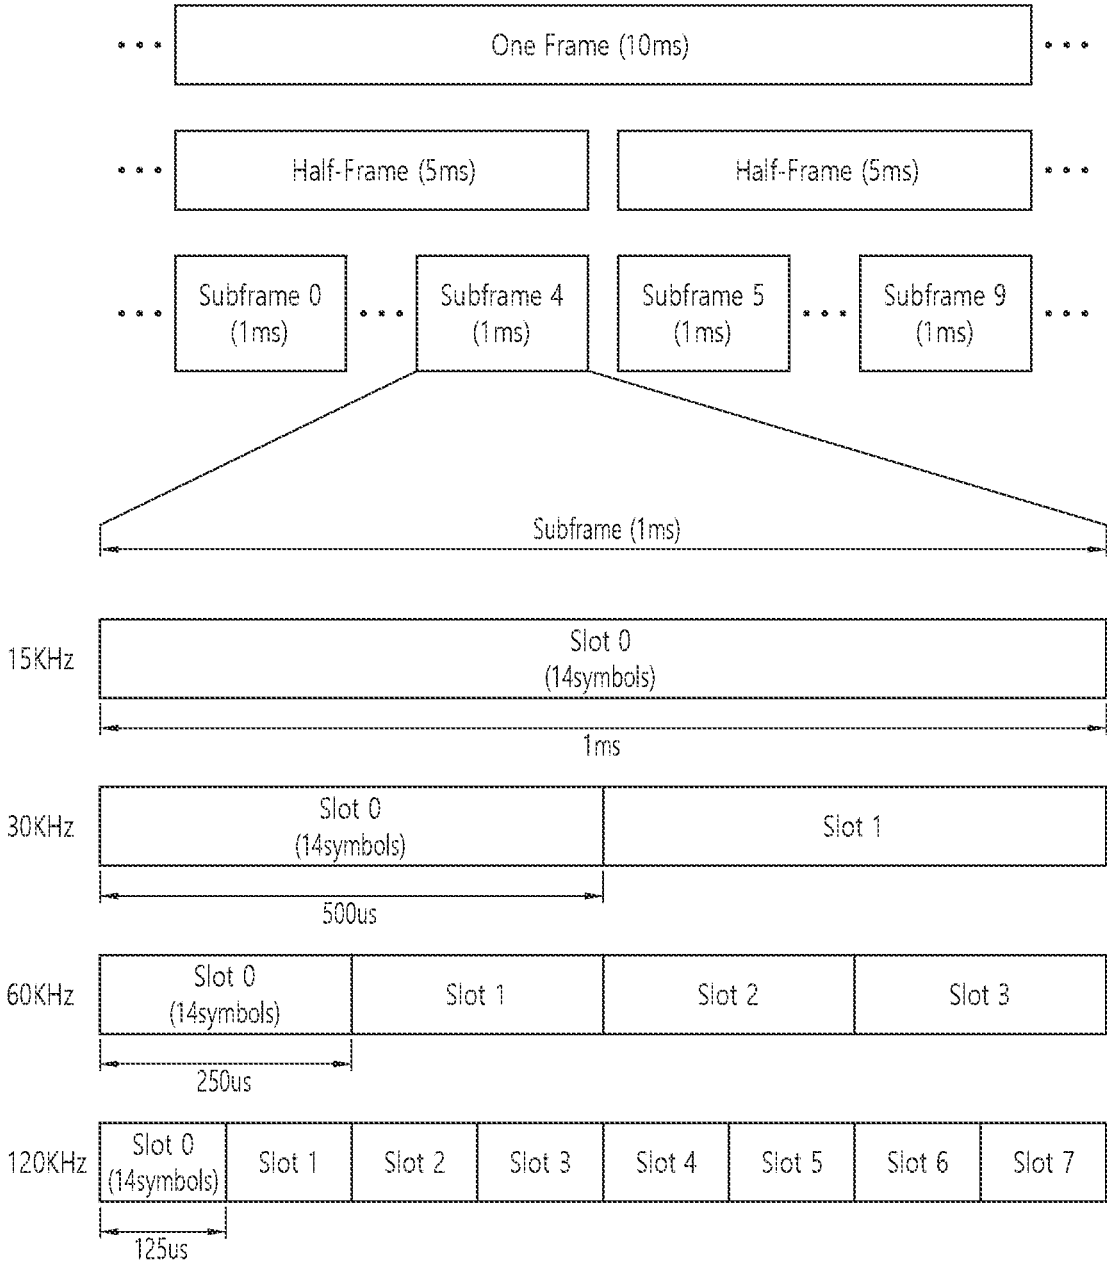 One Frame (10ms)
Half-Frame (5ms)
Half-Frame (5ms)
Subframe 0
(1ms)
Subframe 4
(1ms)
Subframe 5
(1ms)
Subframe 9
(1ms)
Subframe (1ms)
15KHz
Slot 0
(14symbols)
1ms
30KHz
Slot 0
(14symbols)
Slot 1
500us
60KHz
Slot 0
(14symbols)
Slot 1
Slot 2
Slot 3
250us
120KHz
Slot 0
(14symbols)
Slot 1
Slot 2
Slot 3
Slot 4
Slot 5
Slot 6
Slot 7
125us